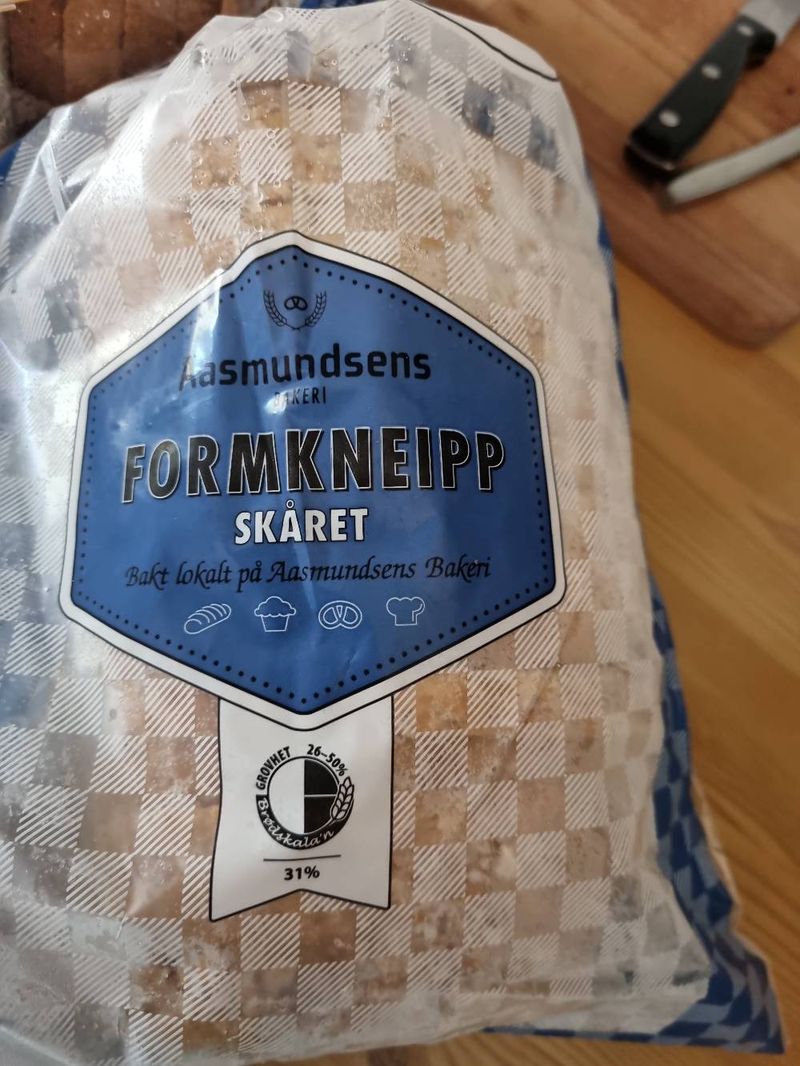 Aasmundsens
BAKERI
FORMKNEIPP
SKÅRET
Bakt lokalt på Aasmundsens Bakeri
GROVHET 26-50%
Brødskala'n
31%